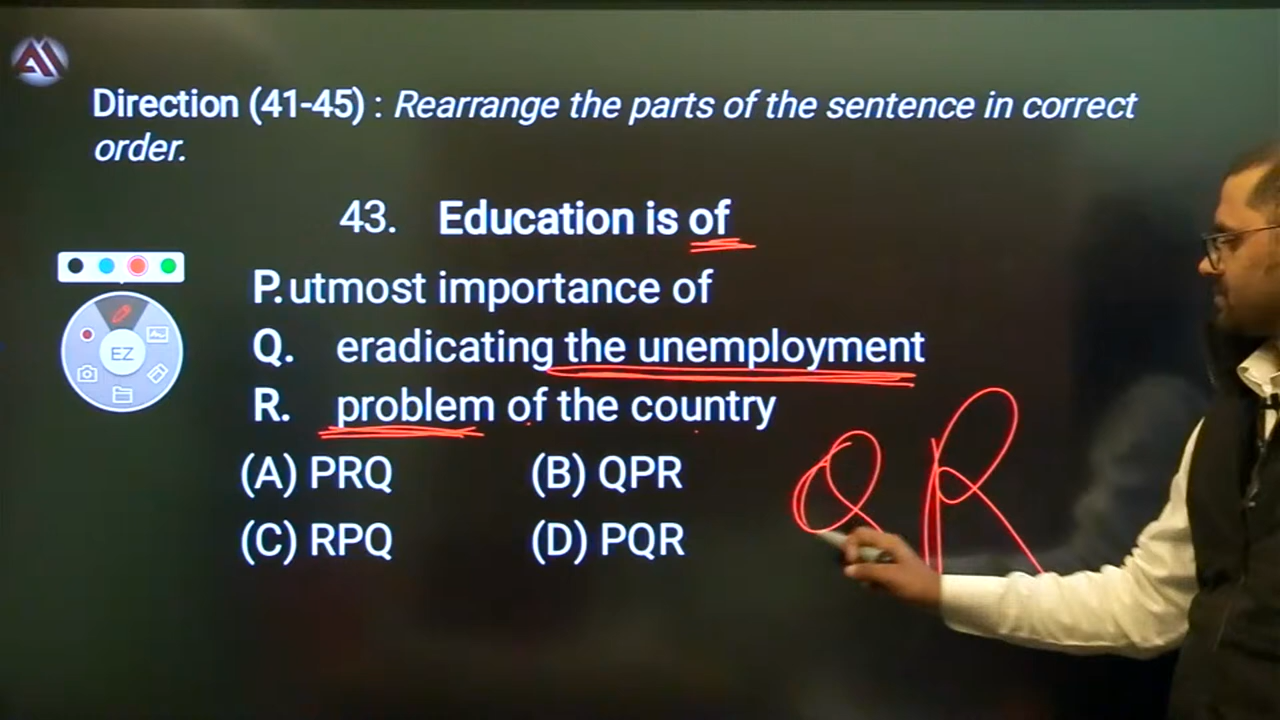 Direction (41-45) : Rearrange the parts of the sentence in correct
order.
43. Education is of
P.utmost importance of
Q. eradicating the unemployment
EZ
R. problem of the country
(A) PRQ (B) QPR
(C) RPQ (D) PQR
QR